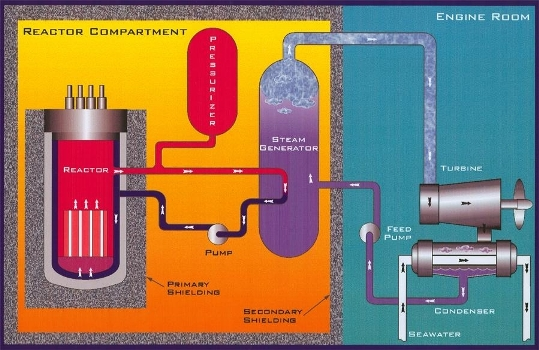 REACTOR COMPARTMENT
ENGINE ROOM
PRESSURIZER
STEAM
GENERATOR
REACTOR
TURBINE
FEED
PUMP
PUMP
PRIMARY
SHIELDING
SECONDARY
SHIELDING
CONDENSER
SEAWATER